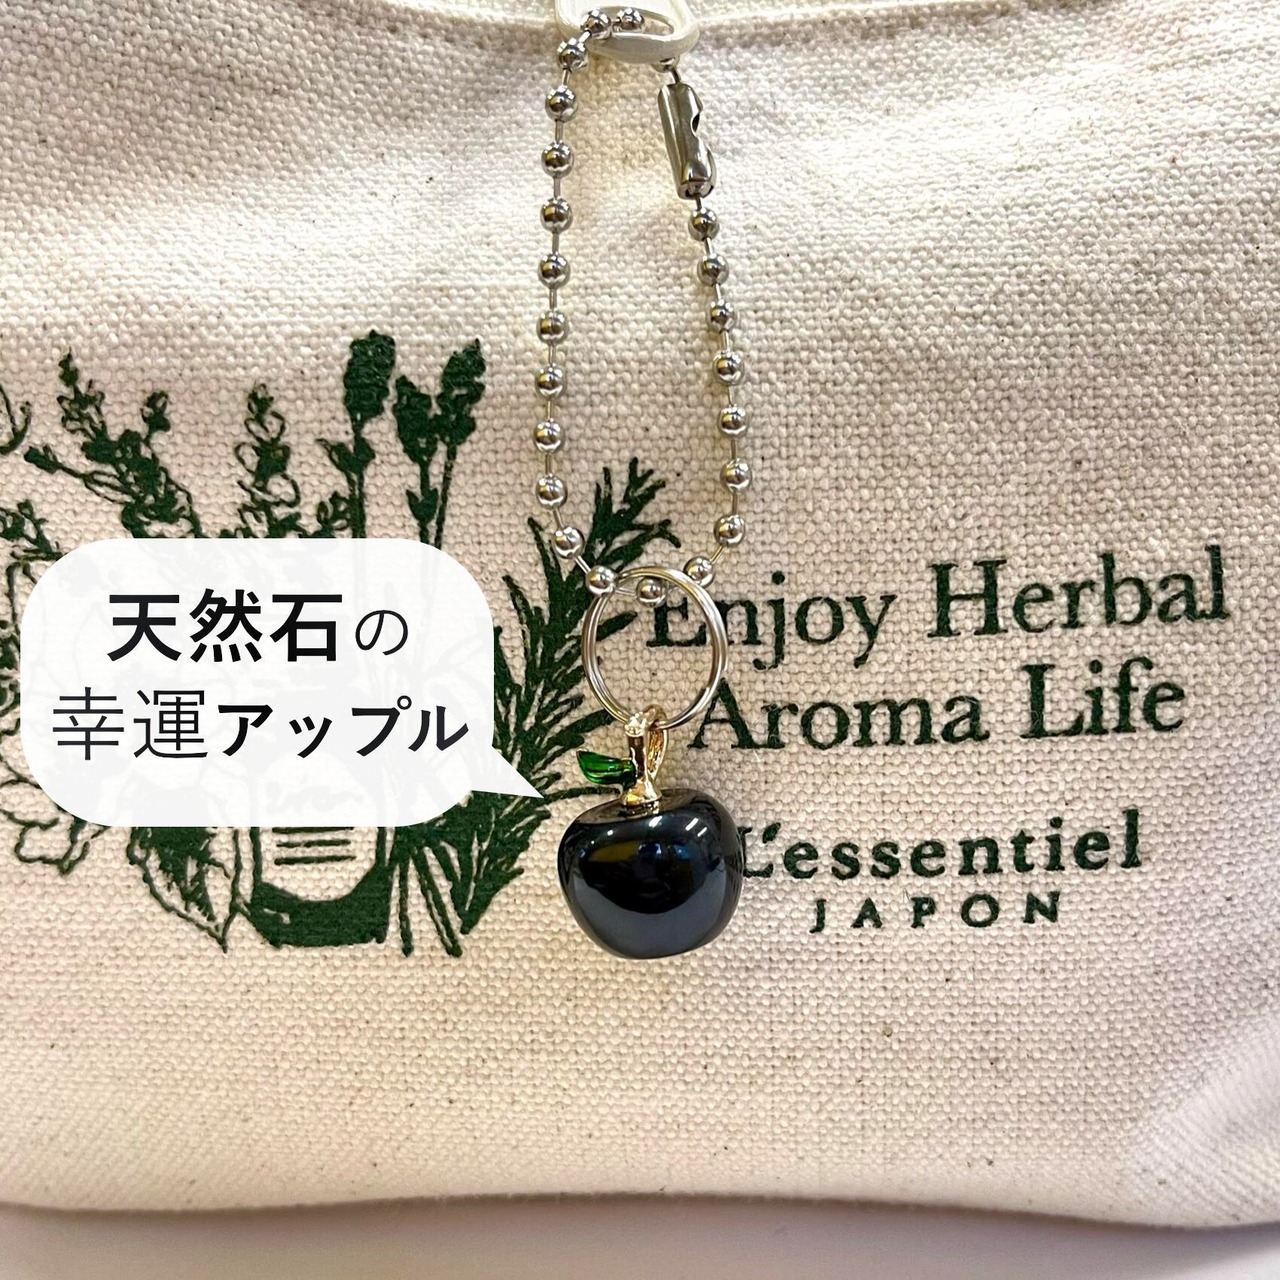 天然石の
幸運アップル
Enjoy Herbal
Aroma Life
L'essentiel
JAPON